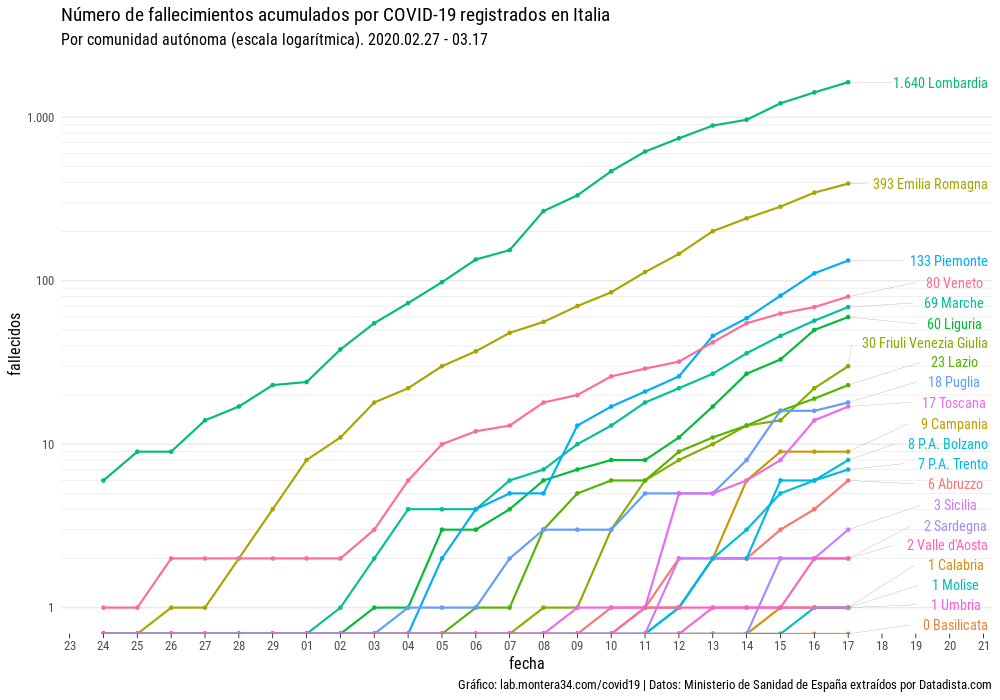 Número de fallecimientos acumulados por COVID-19 registrados en Italia
Por comunidad autónoma (escala logarítmica). 2020.02.27 - 03.17
1.640 Lombardia
1.000
393 Emilia Romagna
133 Piemonte
100
80 Veneto
69 Marche
60 Liguria
fallecidos
30 Friuli Venezia Giulia
23 Lazio
18 Puglia
17 Toscana
9 Campania
10
8 P.A. Bolzano
7 P.A. Trento
6 Abruzzo
3 Sicilia
2 Sardegna
2 Valle d'Aosta
1 Calabria
1 Molise
1
1 Umbria
0 Basilicata
23 24 25 26 27 28 29 01 02 03 04 05 06 07 08 09 10 11 12 13 14 15 16 17 18 19 20 21
fecha
Gráfico: lab.montera34.com/covid19 | Datos: Ministerio de Sanidad de España extraídos por Datadista.com